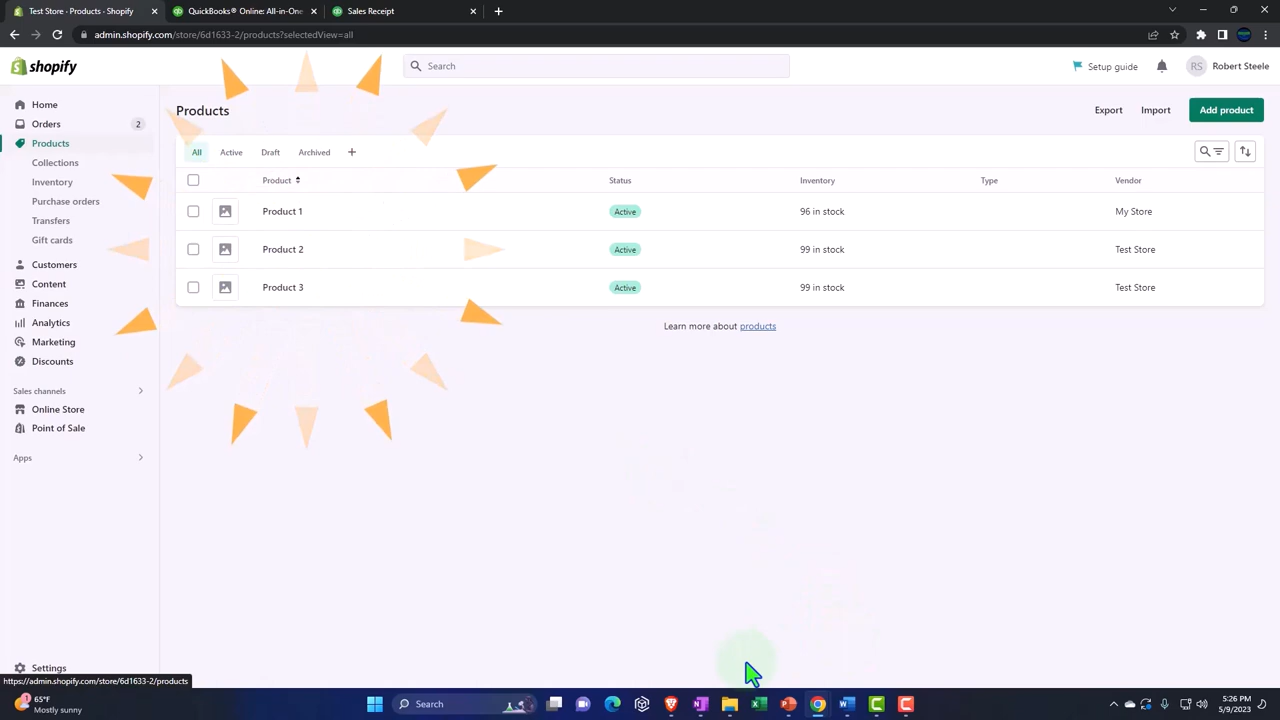 Test Store · Products · Shopify
QuickBooks® Online: All-One-
Sales Receipt
admin.shopify.com/store/6d1633-2/products?selectedView=all
shopify
Search
Setup guide
RS
Robert Steele
Home
Orders
2
Products
Collections
Inventory
Purchase orders
Transfers
Gift cards
Customers
Content
Finances
Analytics
Marketing
Discounts
Sales channels
Online Store
Point of Sale
Apps
Settings
Products
Export
Import
Add product
All
Active
Draft
Archived
Product
Status
Inventory
Type
Vendor
Product 1
Active
96 in stock
My Store
Product 2
Active
99 in stock
Test Store
Product 3
Active
99 in stock
Test Store
Learn more about products
https://admin.shopify.com/store/6d1633-2/products
65°F
Mostly sunny
Search
5:26 PM
5/9/2023